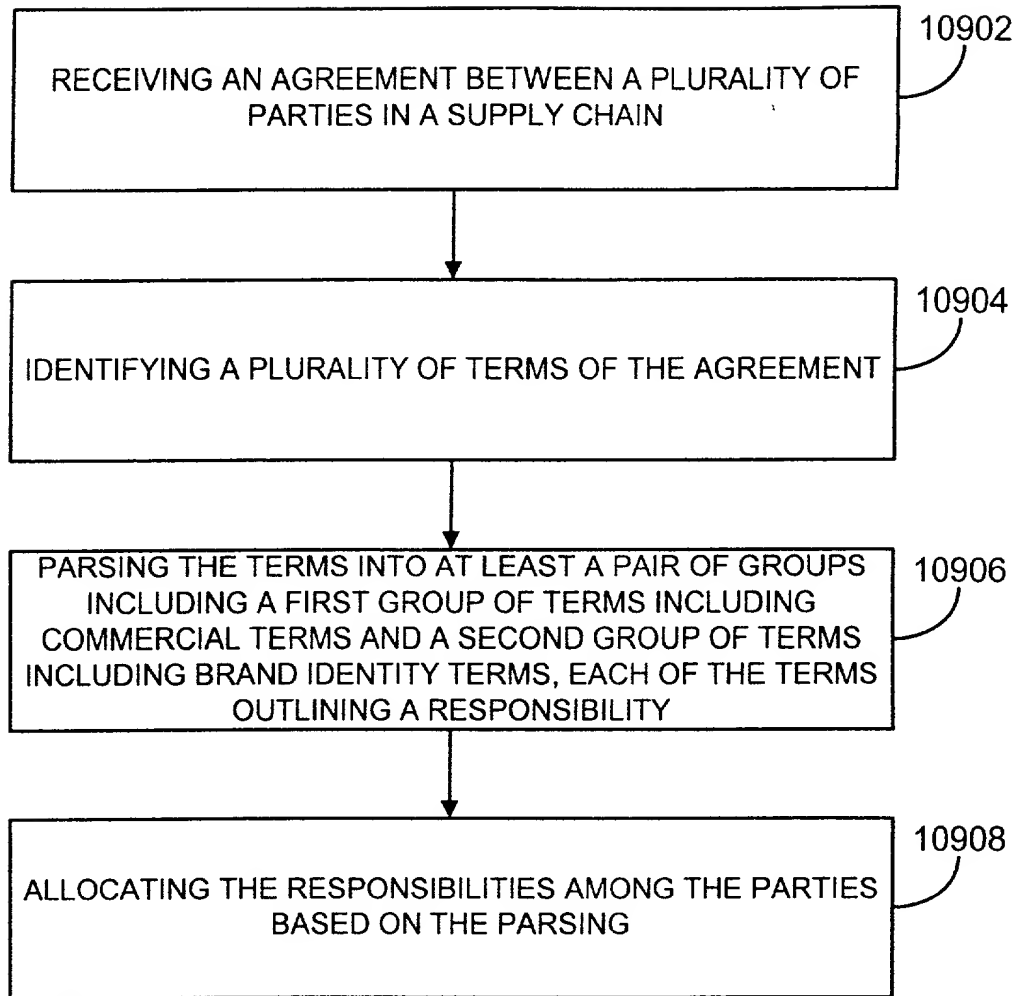 10902
RECEIVING AN AGREEMENT BETWEEN A PLURALITY OF
PARTIES IN A SUPPLY CHAIN
10904
IDENTIFYING A PLURALITY OF TERMS OF THE AGREEMENT
10906
PARSING THE TERMS INTO AT LEAST A PAIR OF GROUPS
INCLUDING A FIRST GROUP OF TERMS INCLUDING
COMMERCIAL TERMS AND A SECOND GROUP OF TERMS
INCLUDING BRAND IDENTITY TERMS, EACH OF THE TERMS
OUTLINING A RESPONSIBILITY
10908
ALLOCATING THE RESPONSIBILITIES AMONG THE PARTIES
BASED ON THE PARSING